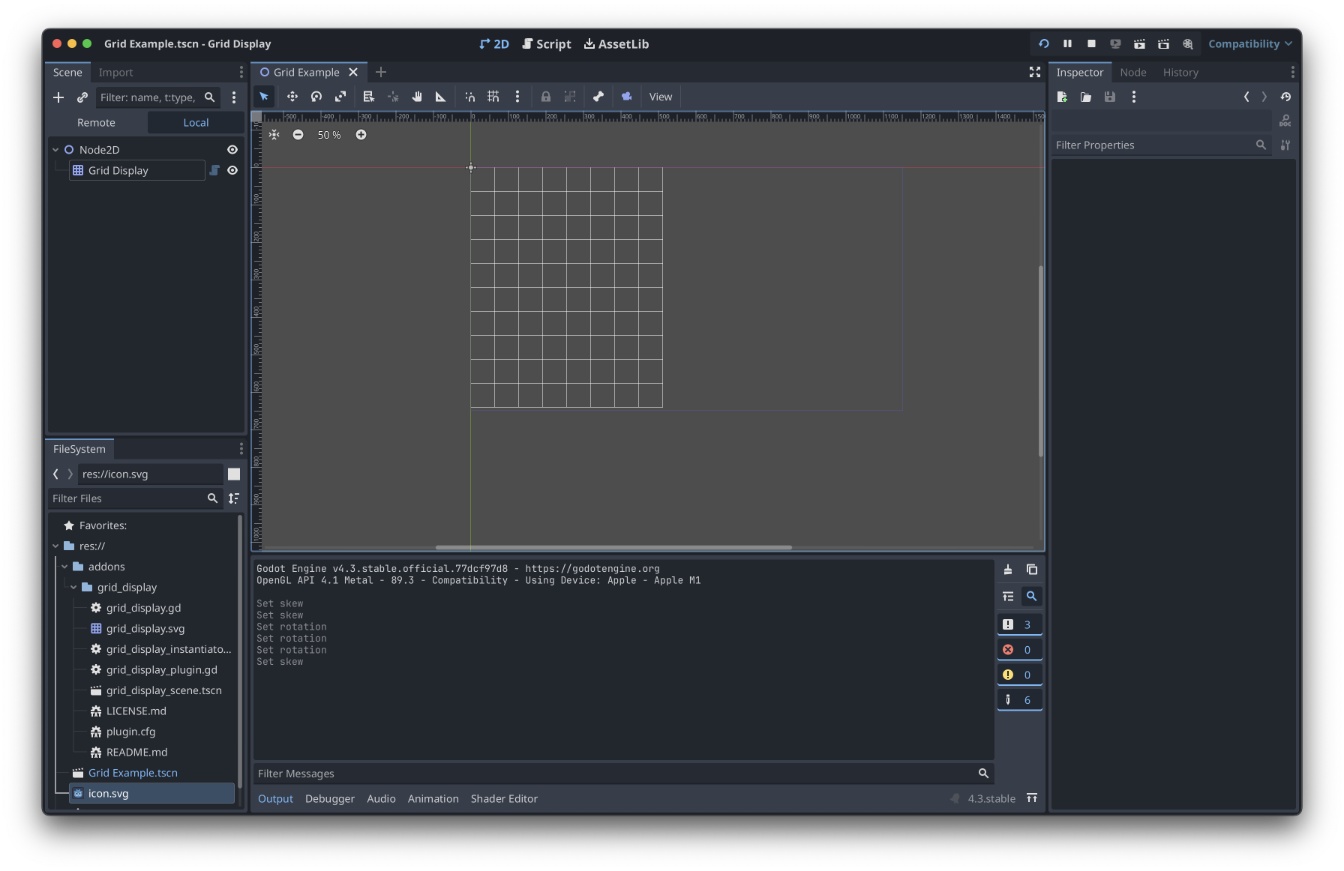 Grid Example.tscn - Grid Display
2D
Script
AssetLib
Compatibility
Scene
Import
Filter: name, t:type,
Remote
Local
Node2D
Grid Display
FileSystem
res://icon.svg
Filter Files
Favorites:
res://
addons
grid_display
grid_display.gd
grid_display.svg
grid_display_instantiato...
grid_display_plugin.gd
grid_display_scene.tscn
LICENSE.md
plugin.cfg
README.md
Grid Example.tscn
icon.svg
Grid Example
View
50 %
Godot Engine v4.3.stable.official.77dcf97d8 - https://godotengine.org
OpenGL API 4.1 Metal - 89.3 - Compatibility - Using Device: Apple - Apple M1
Set skew
Set skew
Set rotation
Set rotation
Set rotation
Set skew
3
0
0
6
Filter Messages
Output
Debugger
Audio
Animation
Shader Editor
4.3.stable
Inspector
Node
History
DOC
Filter Properties